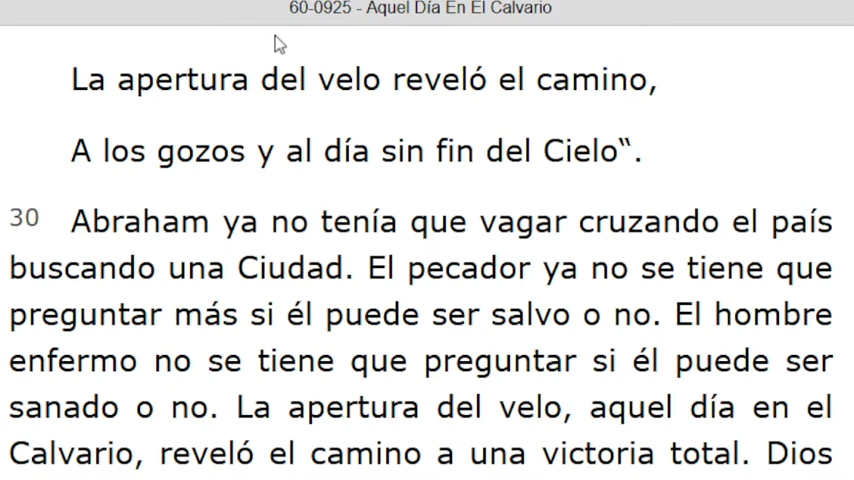 60-0925 - Aquel Día En El Calvario
La apertura del velo reveló el camino,
A los gozos y al día sin fin del Cielo‟.
30 Abraham ya no tenía que vagar cruzando el país
buscando una Ciudad. El pecador ya no se tiene que
preguntar más si él puede ser salvo o no. El hombre
enfermo no se tiene que preguntar si él puede ser
sanado o no. La apertura del velo, aquel día en el
Calvario, reveló el camino a una victoria total. Dios